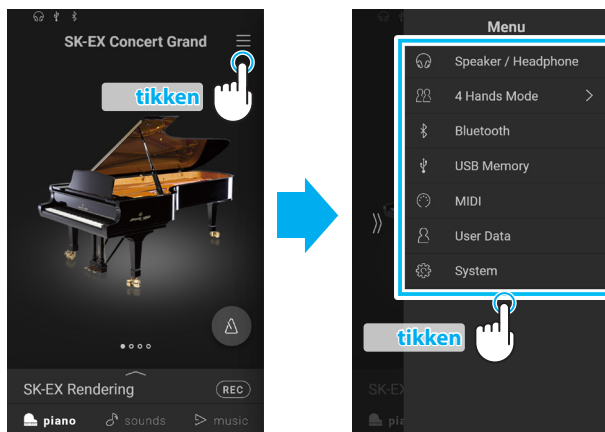 SK-EX Concert Grand
tikken
SK-EX Rendering
REC
piano
sounds
music
Menu
Speaker / Headphone
4 Hands Mode
Bluetooth
USB Memory
MIDI
User Data
System
tikken
SK-EX
pia